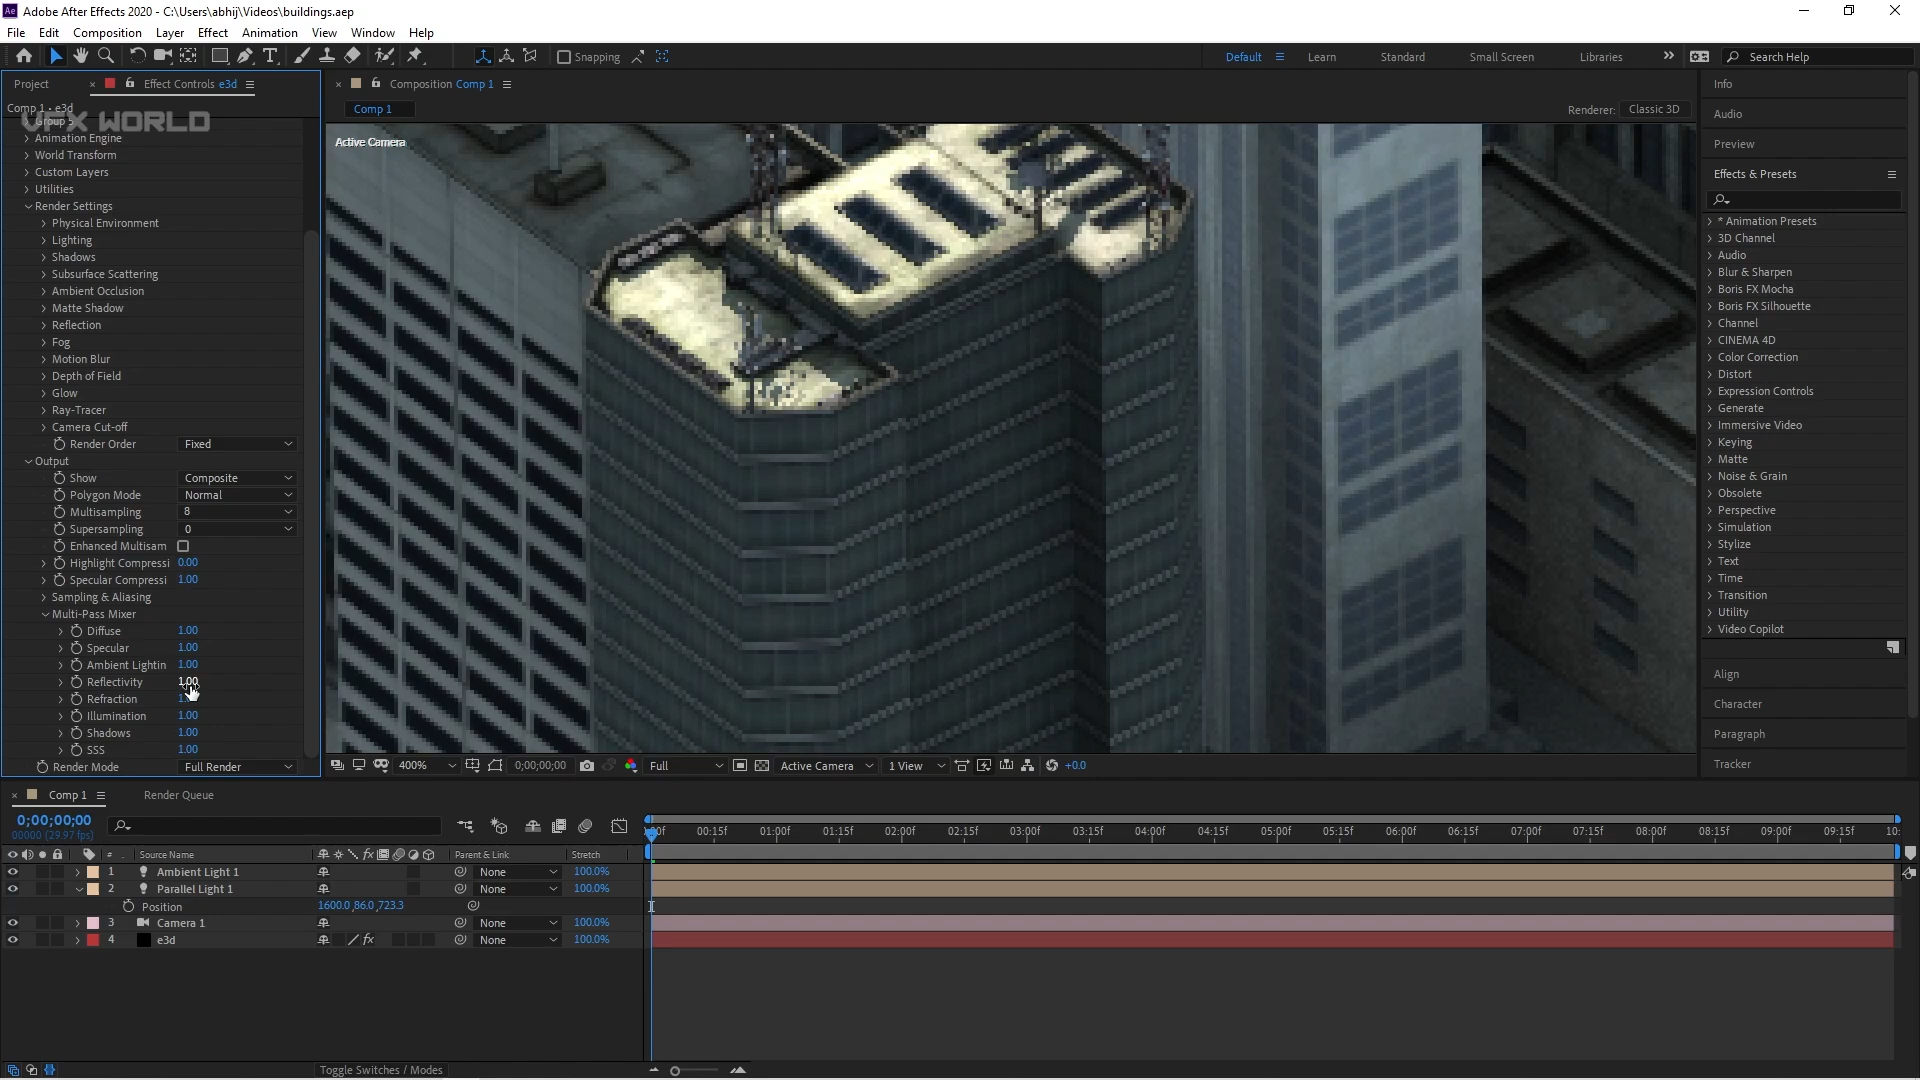 Adobe After Effects 2020 - C:\Users\abhij\Videos\buildings.aep
File Edit Composition Layer Effect Animation View Window Help
Snapping
Default Learn Standard Small Screen Libraries Search Help
Project Effect Controls e3d
Composition Comp 1
Comp 1
Renderer: Classic 3D
Comp 1 • e3d
VFX WORLD
Group 5
Animation Engine
World Transform
Custom Layers
Utilities
Render Settings
Physical Environment
Lighting
Shadows
Subsurface Scattering
Ambient Occlusion
Matte Shadow
Reflection
Fog
Motion Blur
Depth of Field
Glow
Ray-Tracer
Camera Cut-off
Render Order Fixed
Output
Show Composite
Polygon Mode Normal
Multisampling 8
Supersampling 0
Enhanced Multisam
Highlight Compressi 0.00
Specular Compressi 1.00
Sampling & Aliasing
Multi-Pass Mixer
Diffuse 1.00
Specular 1.00
Ambient Lightin 1.00
Reflectivity 1.00
Refraction
Illumination 1.00
Shadows 1.00
SSS 1.00
Render Mode Full Render
Active Camera
400% 0;00;00;00 Full Active Camera 1 View +0.0
Info
Audio
Preview
Effects & Presets
* Animation Presets
3D Channel
Audio
Blur & Sharpen
Boris FX Mocha
Boris FX Silhouette
Channel
CINEMA 4D
Color Correction
Distort
Expression Controls
Generate
Immersive Video
Keying
Matte
Noise & Grain
Obsolete
Perspective
Simulation
Stylize
Text
Time
Transition
Utility
Video Copilot
Align
Character
Paragraph
Tracker
Comp 1 Render Queue
0;00;00;00
00000 (29.97 fps)
00f 00:15f 01:00f 01:15f 02:00f 02:15f 03:00f 03:15f 04:00f 04:15f 05:00f 05:15f 06:00f 06:15f 07:00f 07:15f 08:00f 08:15f 09:00f 09:15f 10:
# Source Name fx Parent & Link Stretch
1 Ambient Light 1 None 100.0%
2 Parallel Light 1 None 100.0%
Position 1600.0,86.0,723.3
3 Camera 1 None 100.0%
4 e3d fx None 100.0%
Toggle Switches / Modes